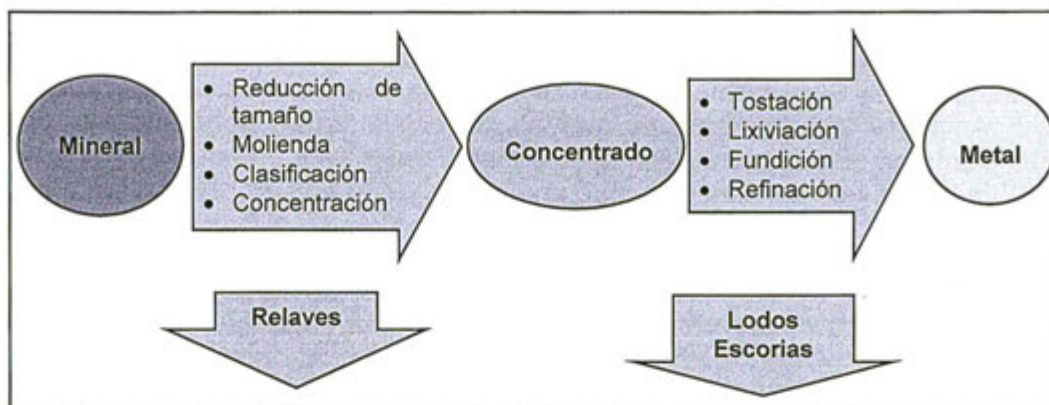 Mineral
• Reducción de
tamaño
• Molienda
• Clasificación
• Concentración
Concentrado
• Tostación
• Lixiviación
• Fundición
• Refinación
Metal
Relaves
Lodos
Escorias